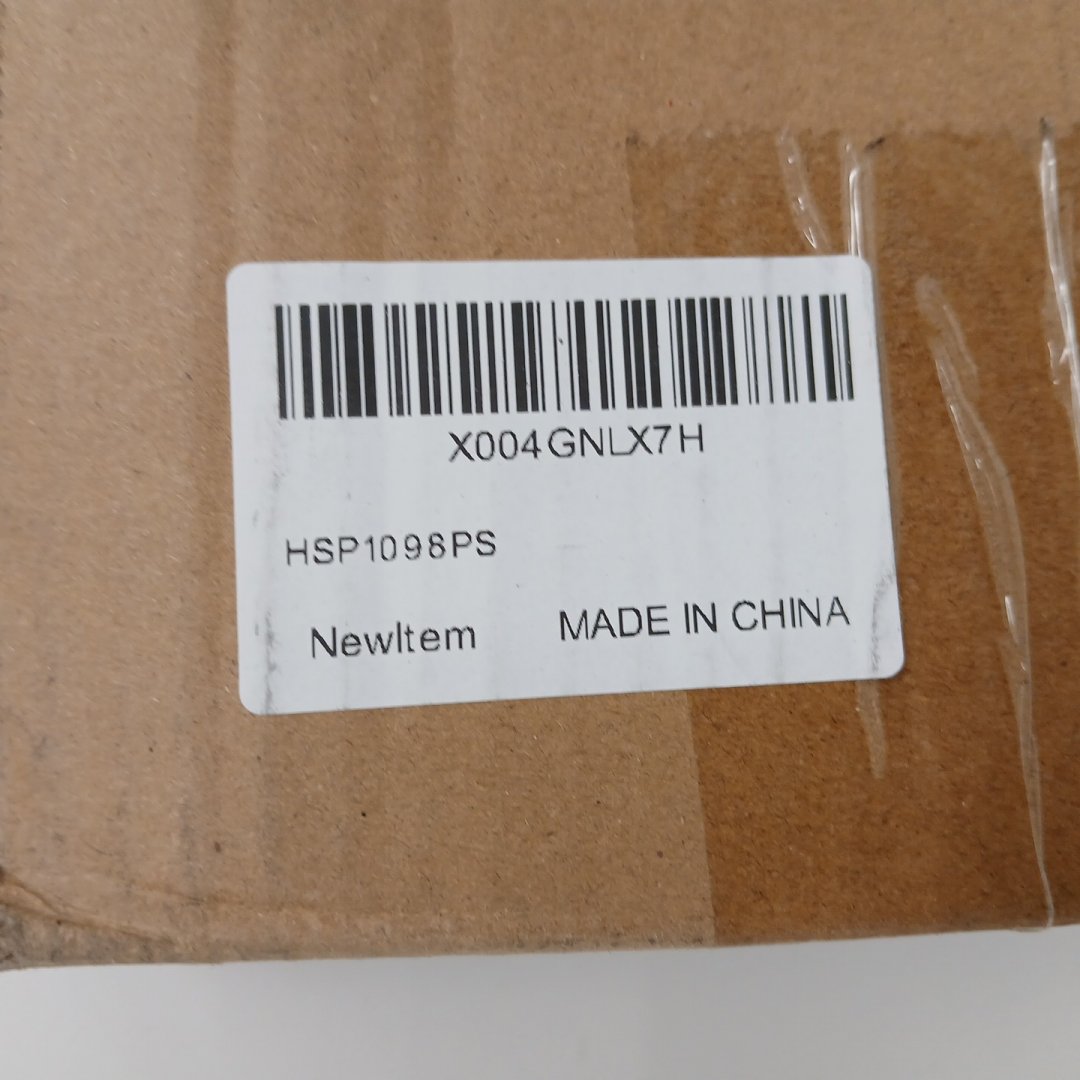 X004GNLX7H
HSP1098PS
NewItem MADE IN CHINA